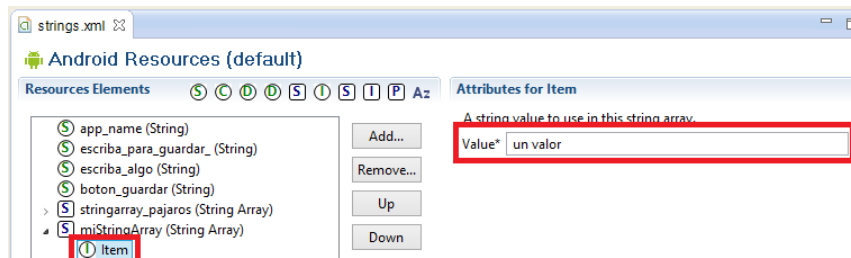 strings.xml
Android Resources (default)
Resources Elements
S C D D S I S I P Az
app_name (String)
escriba_para_guardar_ (String)
escriba_algo (String)
boton_guardar (String)
stringarray_pajaros (String Array)
miStringArray (String Array)
Item
Add...
Remove...
Up
Down
Attributes for Item
A string value to use in this string array.
Value* un valor